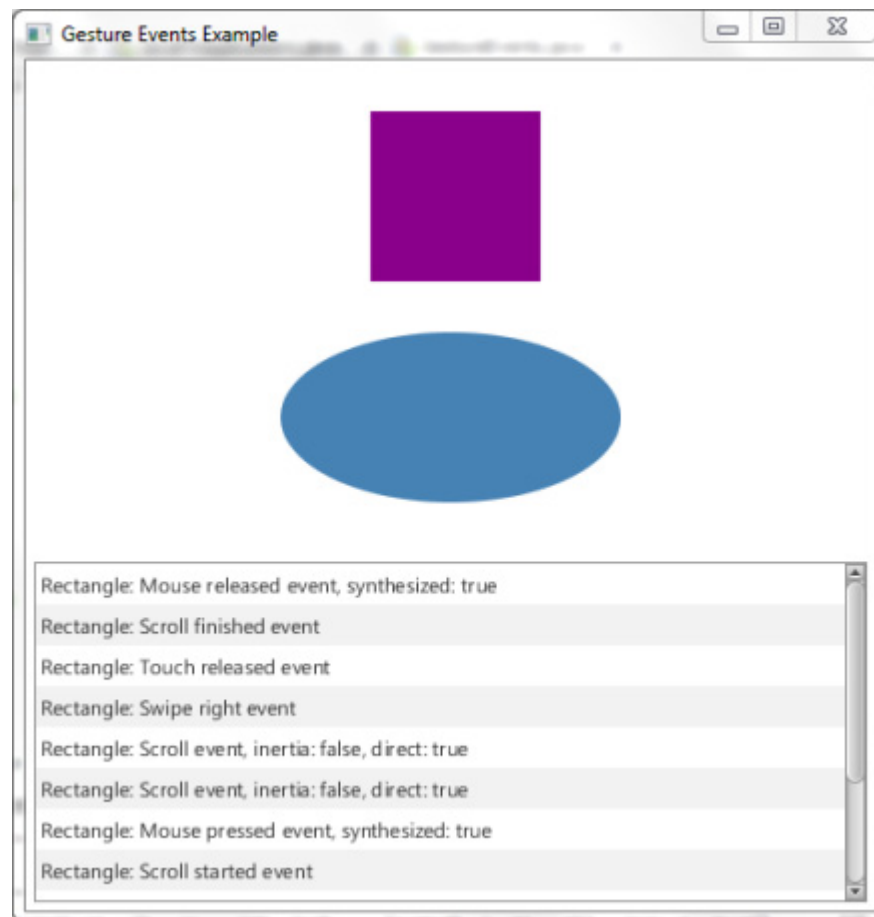 Gesture Events Example
Rectangle: Mouse released event, synthesized: true
Rectangle: Scroll finished event
Rectangle: Touch released event
Rectangle: Swipe right event
Rectangle: Scroll event, inertia: false, direct: true
Rectangle: Scroll event, inertia: false, direct: true
Rectangle: Mouse pressed event, synthesized: true
Rectangle: Scroll started event